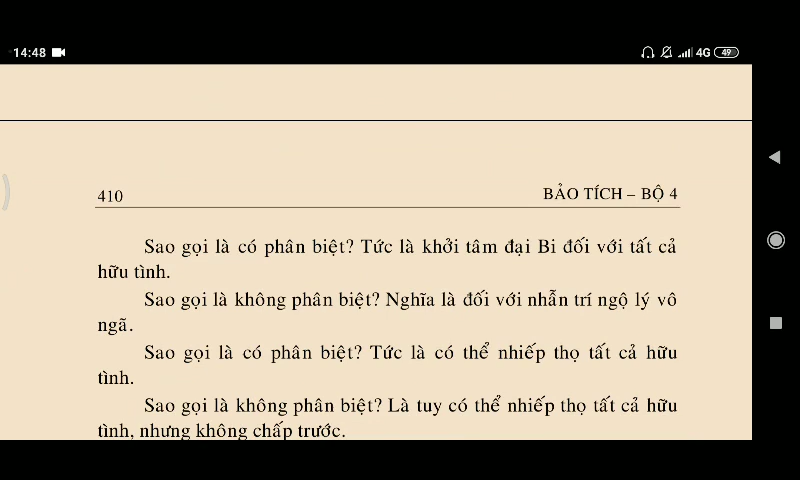 14:48
4G 49
410 BẢO TÍCH – BỘ 4
Sao gọi là có phân biệt? Tức là khởi tâm đại Bi đối với tất cả
hữu tình.
Sao gọi là không phân biệt? Nghĩa là đối với nhẫn trí ngộ lý vô
ngã.
Sao gọi là có phân biệt? Tức là có thể nhiếp thọ tất cả hữu
tình.
Sao gọi là không phân biệt? Là tuy có thể nhiếp thọ tất cả hữu
tình, nhưng không chấp trước.